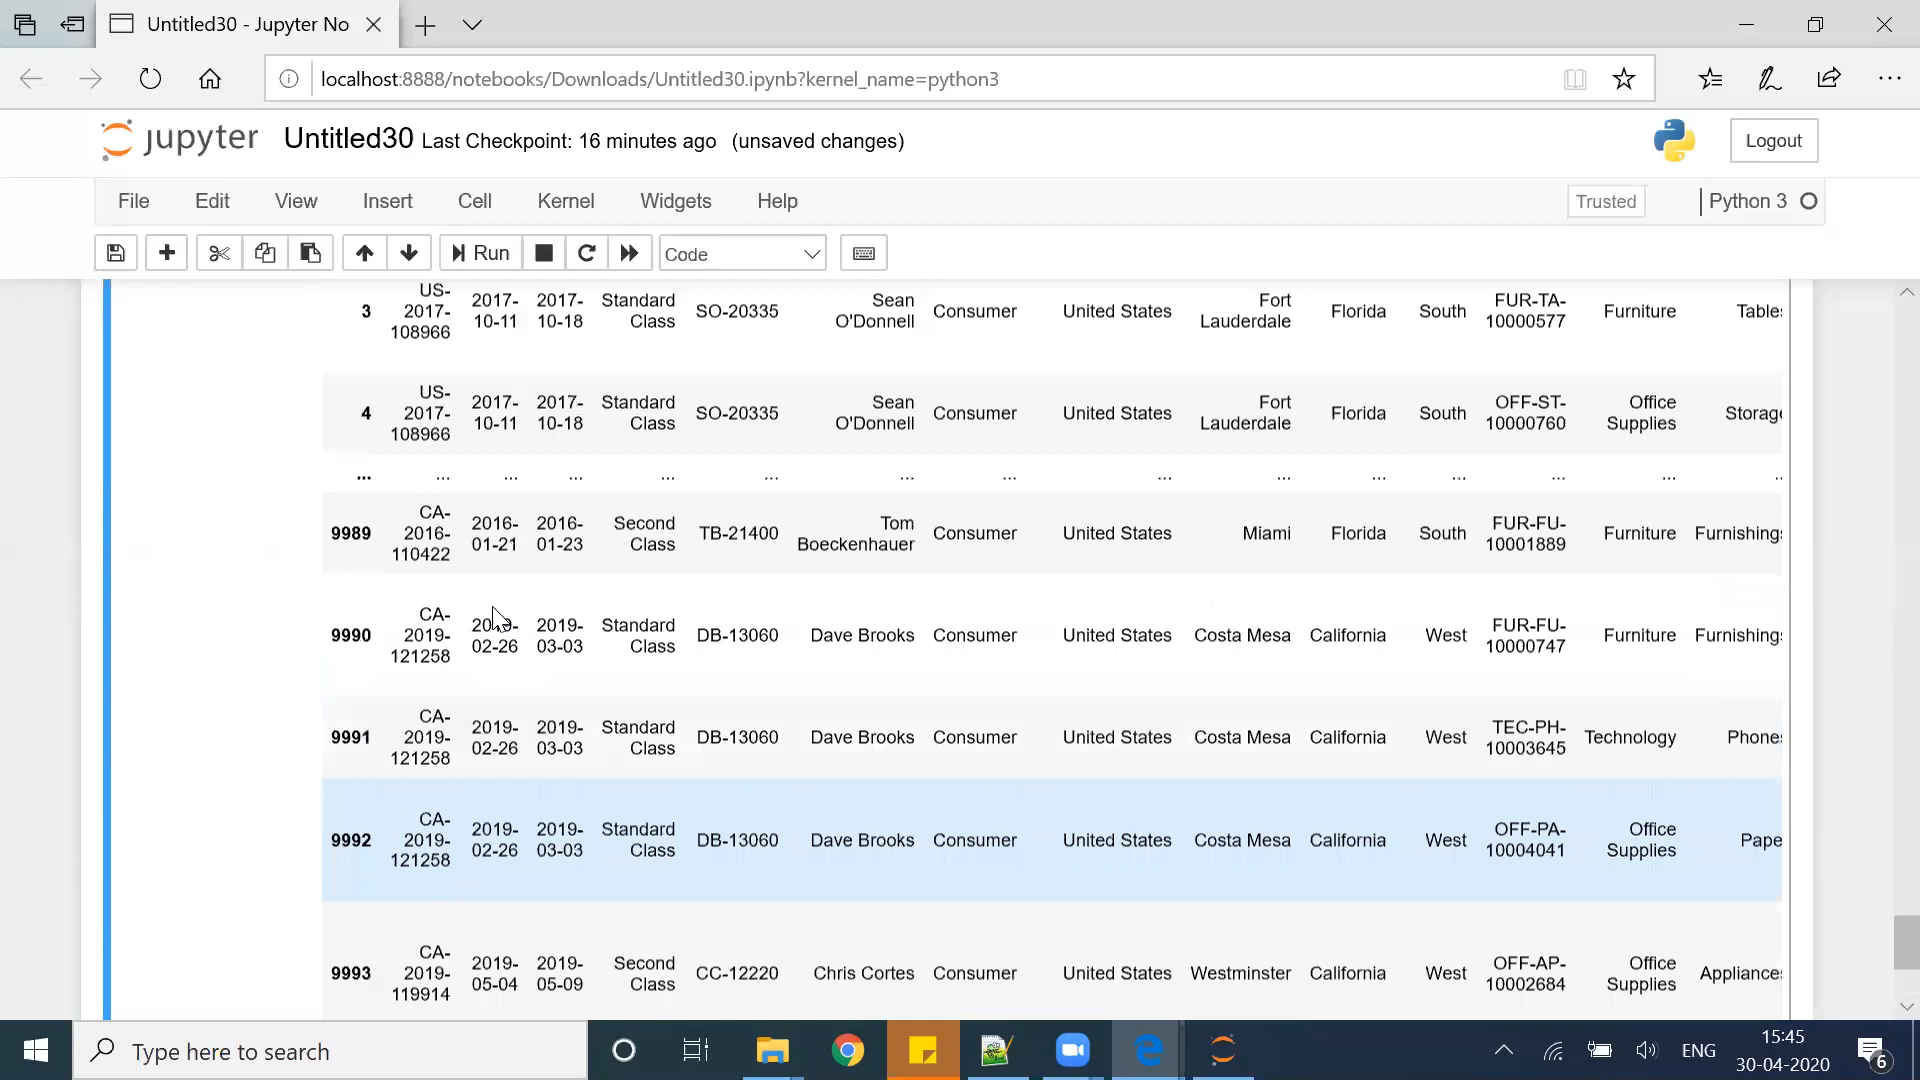 Untitled30 - Jupyter No
localhost:8888/notebooks/Downloads/Untitled30.ipynb?kernel_name=python3
jupyter Untitled30 Last Checkpoint: 16 minutes ago (unsaved changes)
Logout
File Edit View Insert Cell Kernel Widgets Help Trusted Python 3
Run Code
3 US-2017-108966 2017-10-11 2017-10-18 Standard Class SO-20335 Sean O'Donnell Consumer United States Fort Lauderdale Florida South FUR-TA-10000577 Furniture Tables
4 US-2017-108966 2017-10-11 2017-10-18 Standard Class SO-20335 Sean O'Donnell Consumer United States Fort Lauderdale Florida South OFF-ST-10000760 Office Supplies Storage
... ... ... ... ... ... ... ... ... ... ... ... ... ... ..
9989 CA-2016-110422 2016-01-21 2016-01-23 Second Class TB-21400 Tom Boeckenhauer Consumer United States Miami Florida South FUR-FU-10001889 Furniture Furnishings
9990 CA-2019-121258 2019-02-26 2019-03-03 Standard Class DB-13060 Dave Brooks Consumer United States Costa Mesa California West FUR-FU-10000747 Furniture Furnishings
9991 CA-2019-121258 2019-02-26 2019-03-03 Standard Class DB-13060 Dave Brooks Consumer United States Costa Mesa California West TEC-PH-10003645 Technology Phones
9992 CA-2019-121258 2019-02-26 2019-03-03 Standard Class DB-13060 Dave Brooks Consumer United States Costa Mesa California West OFF-PA-10004041 Office Supplies Pape
9993 CA-2019-119914 2019-05-04 2019-05-09 Second Class CC-12220 Chris Cortes Consumer United States Westminster California West OFF-AP-10002684 Office Supplies Appliances
Type here to search
ENG
15:45
30-04-2020
6